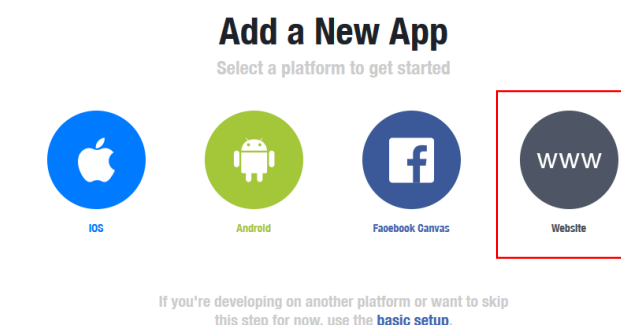 Add a New App
Select a platform to get started
www
iOS
Android
Facebook Canvas
Website
If you're developing on another platform or want to skip
this step for now, use the basic setup.